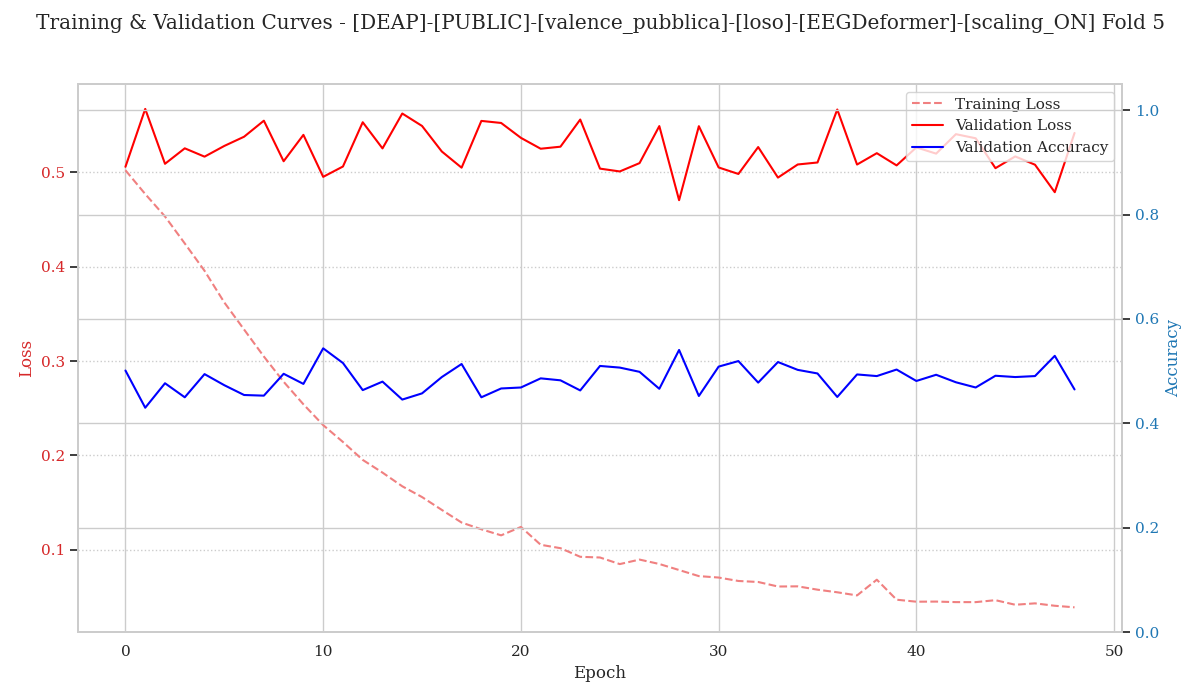 Training & Validation Curves - [DEAP]-[PUBLIC]-[valence_pubblica]-[loso]-[EEGDeformer]-[scaling_ON] Fold 5
Training Loss
Validation Loss
Validation Accuracy
Loss
0.5
0.4
0.3
0.2
0.1
1.0
0.8
0.6
0.4
0.2
0.0
Accuracy
0
10
20
30
40
50
Epoch